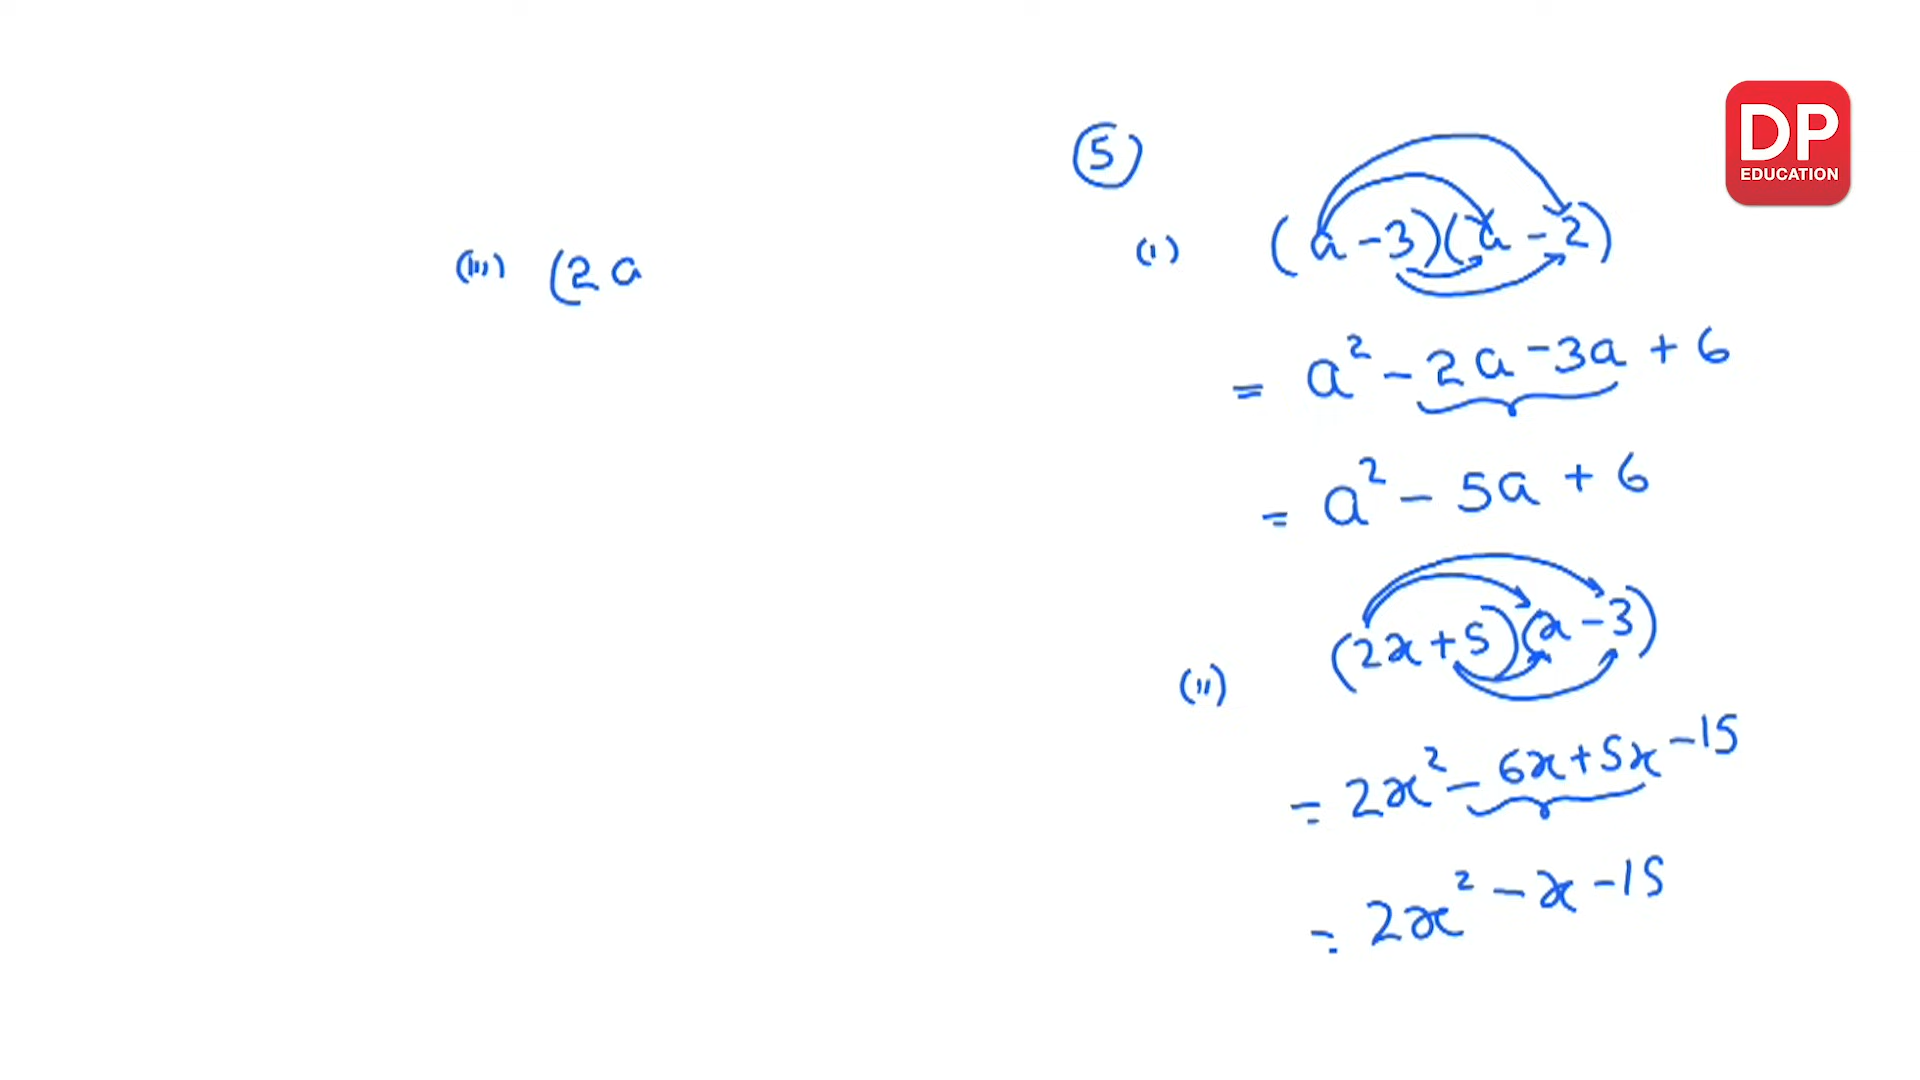 DP
EDUCATION
(5)
(i) (a-3)(a-2)
= a² - 2a - 3a + 6
= a² - 5a + 6
(ii) (2x+5)(x-3)
= 2x² - 6x + 5x - 15
= 2x² - x - 15
(iii) (2a